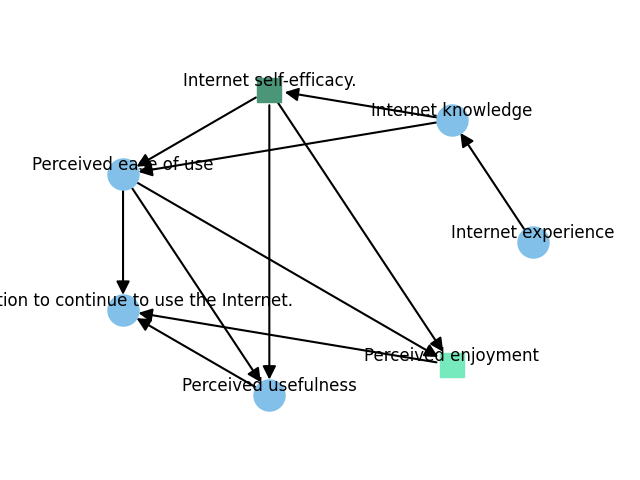 Internet self-efficacy.
Internet knowledge
Perceived ease of use
Internet experience
tion to continue to use the Internet.
Perceived enjoyment
Perceived usefulness